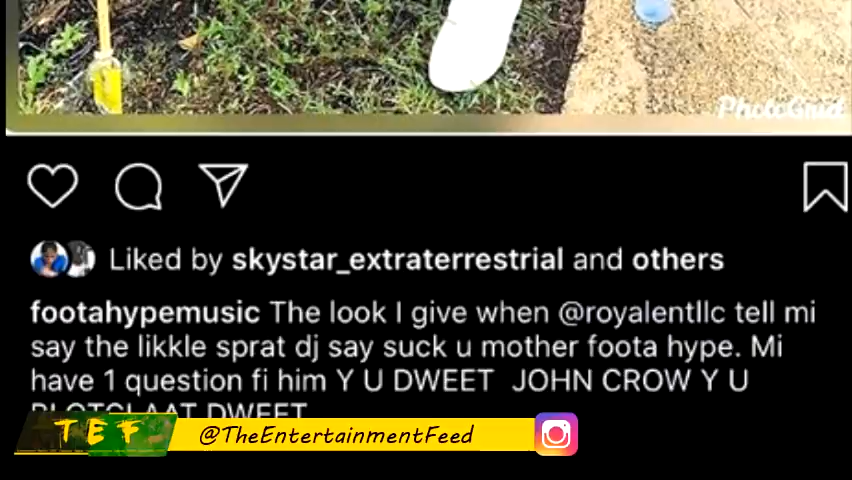 PhotoGrid
Liked by skystar_extraterrestrial and others
footahypemusic The look I give when @royalentllc tell mi
say the likkle sprat dj say suck u mother foota hype. Mi
have 1 question fi him Y U DWEET JOHN CROW Y U
DWEET
TEF @TheEntertainmentFeed